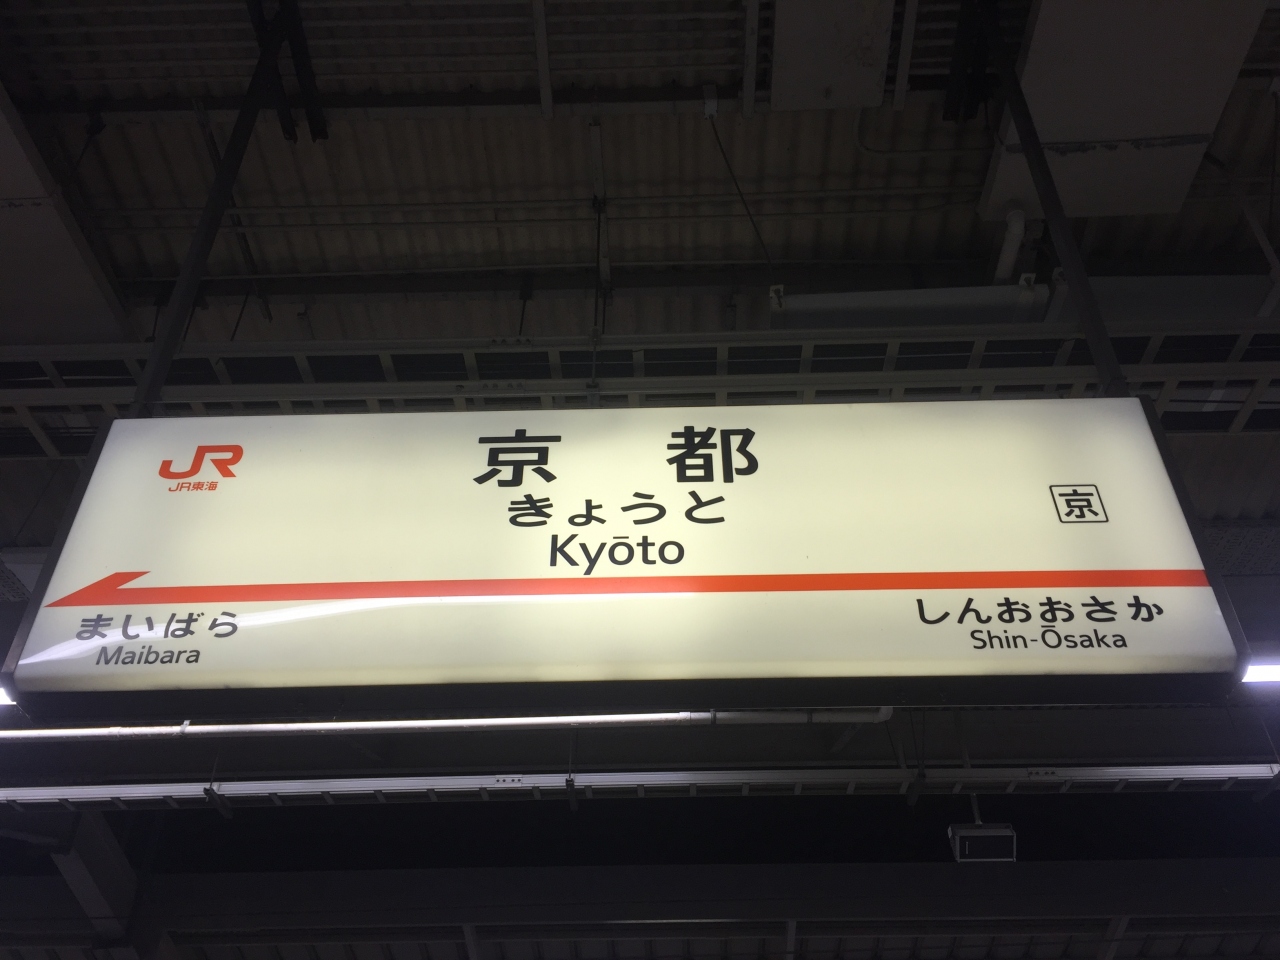 JR
JR東海
京都
きょうと
Kyōto
京
まいばら
Maibara
しんおおさか
Shin-Ōsaka